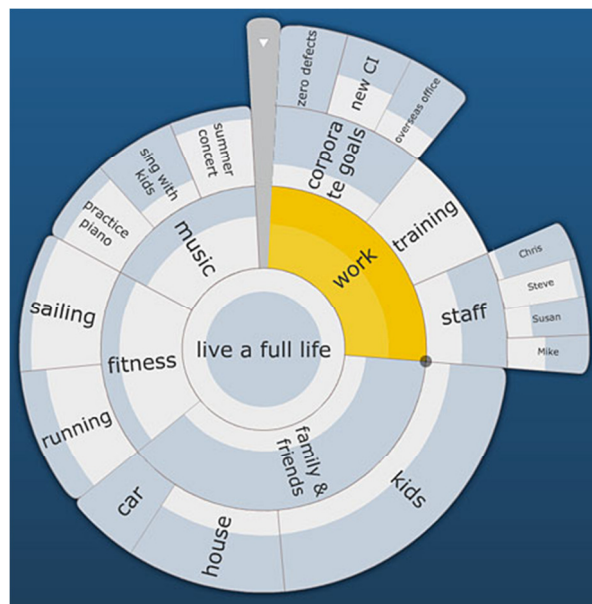 zero defects
new CI
overseas office
corpora
te goals
training
work
Chris
Steve
Susan
Mike
staff
summer
concert
sing with
kids
practice
piano
music
sailing
fitness
running
live a full life
family &
friends
car
house
kids